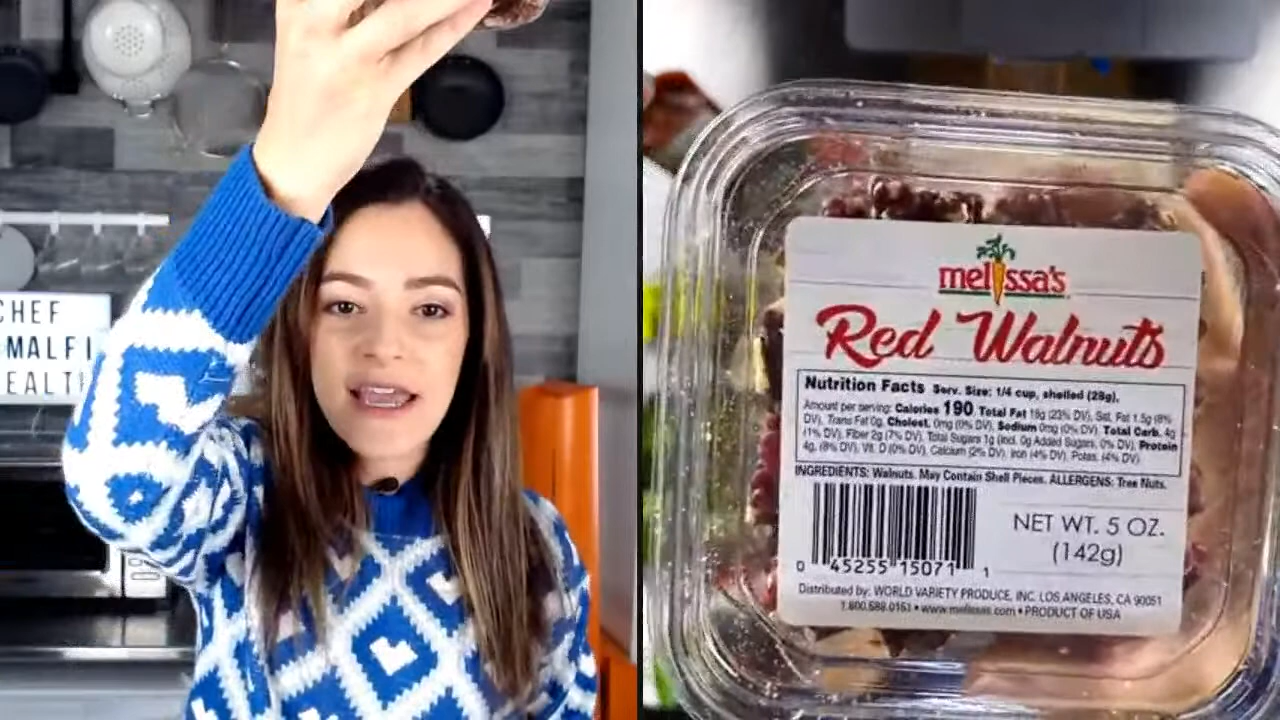 CHEF
MALFI
EALT
melissa's
Red Walnuts
Nutrition Facts Serv. Size: 1/4 cup, shelled (28g),
Amount per serving: Calories 190 Total Fat 18g (23% DV), Sat. Fat 1.5g (8%
DV), Trans Fat 0g, Cholest. 0mg (0% DV), Sodium 0mg (0% DV), Total Carb. 4g
(1% DV), Fiber 2g (7% DV), Total Sugars 1g (Incl. 0g Added Sugars, 0% DV), Protein
4g, (8% DV), Vit. D (0% DV), Calcium (2% DV), Iron (4% DV), Potas. (4% DV).
INGREDIENTS: Walnuts. May Contain Shell Pieces. ALLERGENS: Tree Nuts.
NET WT. 5 OZ.
(142g)
0 45255 15071 1
Distributed by: WORLD VARIETY PRODUCE, INC. LOS ANGELES, CA 90051
1.800.588.0151 • www.melissas.com • PRODUCT OF USA